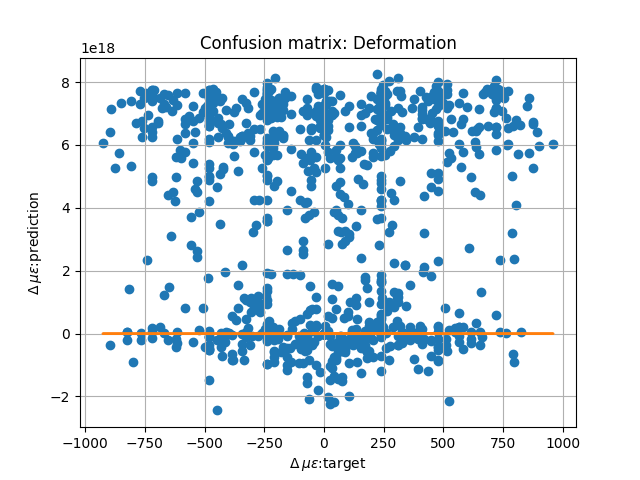 Confusion matrix: Deformation
1e18
8
6
4
2
0
−2
Δ με:prediction
−1000 −750 −500 −250 0 250 500 750 1000
Δ με:target